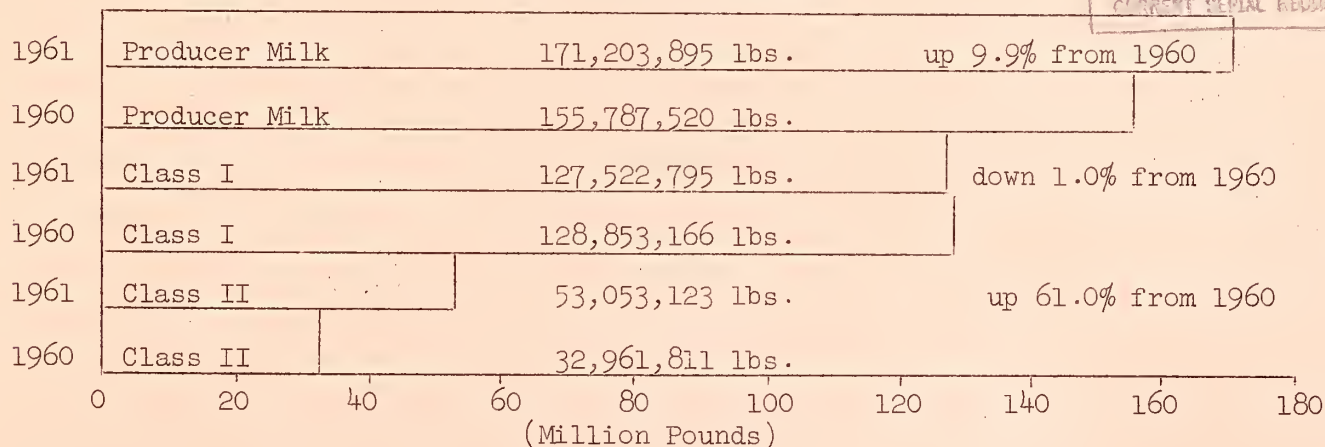 CURRENT SERIAL RECORD
1961 Producer Milk 171,203,895 lbs. up 9.9% from 1960
1960 Producer Milk 155,787,520 lbs.
1961 Class I 127,522,795 lbs. down 1.0% from 1960
1960 Class I 128,853,166 lbs.
1961 Class II 53,053,123 lbs. up 61.0% from 1960
1960 Class II 32,961,811 lbs.
0 20 40 60 80 100 120 140 160 180
(Million Pounds)